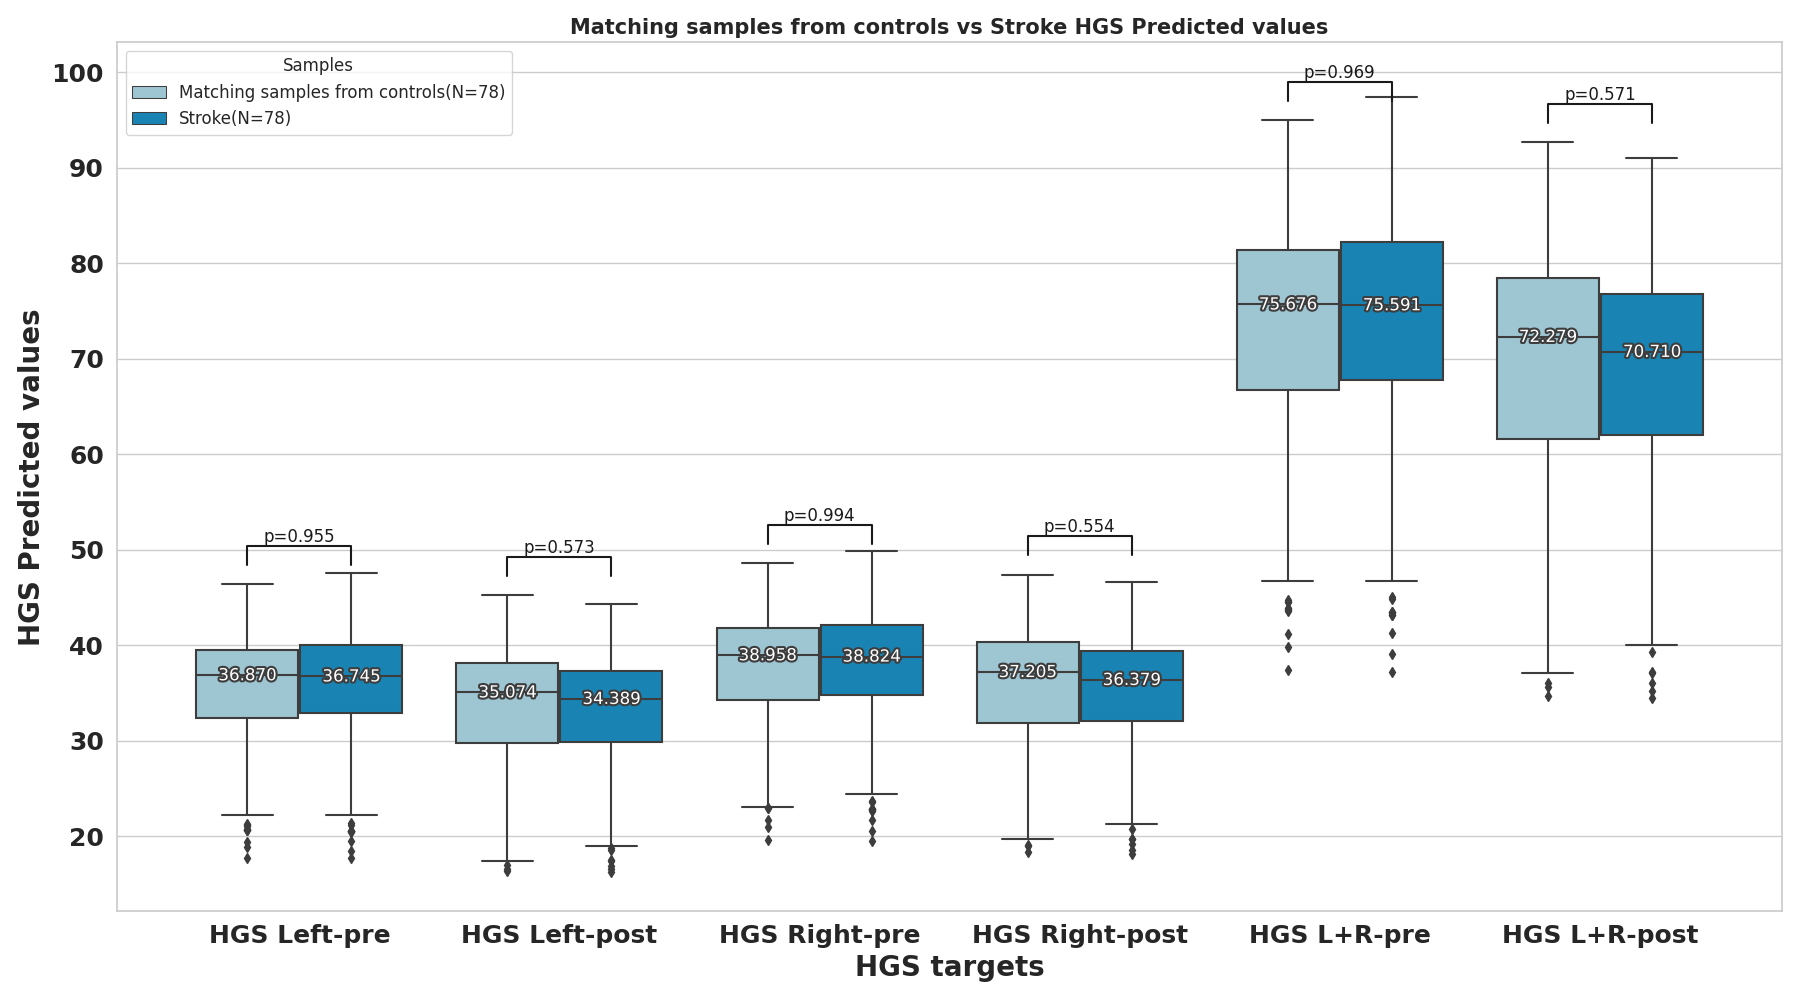 Matching samples from controls vs Stroke HGS Predicted values
Samples
Matching samples from controls(N=78)
Stroke(N=78)
HGS Predicted values
100
90
80
70
60
50
40
30
20
p=0.955
p=0.573
p=0.994
p=0.554
p=0.969
p=0.571
36.870
36.745
35.074
34.389
38.958
38.824
37.205
36.379
75.676
75.591
72.279
70.710
HGS Left-pre
HGS Left-post
HGS Right-pre
HGS Right-post
HGS L+R-pre
HGS L+R-post
HGS targets